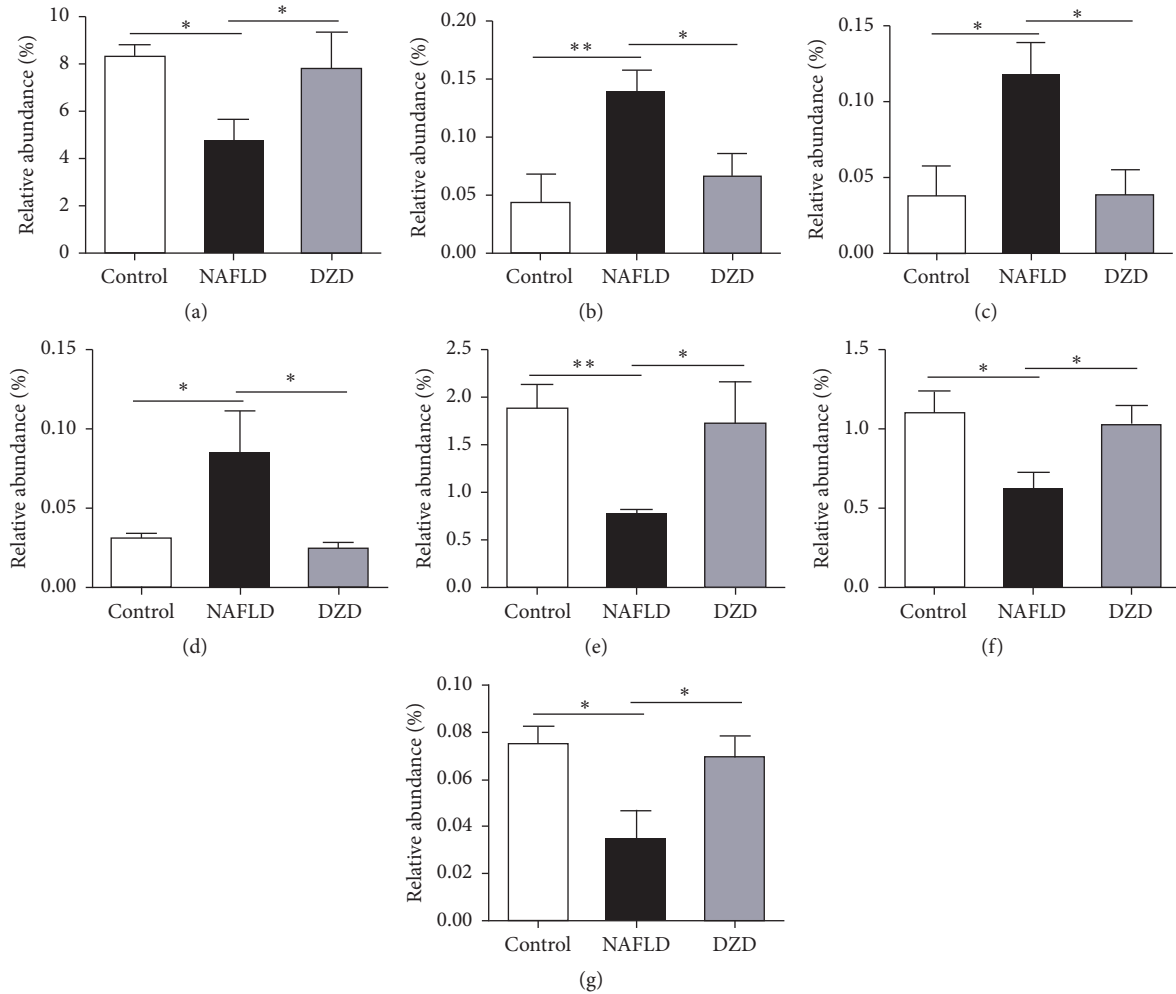 Relative abundance (%)
10
8
6
4
2
0
*
*
Control NAFLD DZD
(a)
Relative abundance (%)
0.20
0.15
0.10
0.05
0.00
**
*
Control NAFLD DZD
(b)
Relative abundance (%)
0.15
0.10
0.05
0.00
*
*
Control NAFLD DZD
(c)
Relative abundance (%)
0.15
0.10
0.05
0.00
*
*
Control NAFLD DZD
(d)
Relative abundance (%)
2.5
2.0
1.5
1.0
0.5
0.0
**
*
Control NAFLD DZD
(e)
Relative abundance (%)
1.5
1.0
0.5
0.0
*
*
Control NAFLD DZD
(f)
Relative abundance (%)
0.10
0.08
0.06
0.04
0.02
0.00
*
*
Control NAFLD DZD
(g)